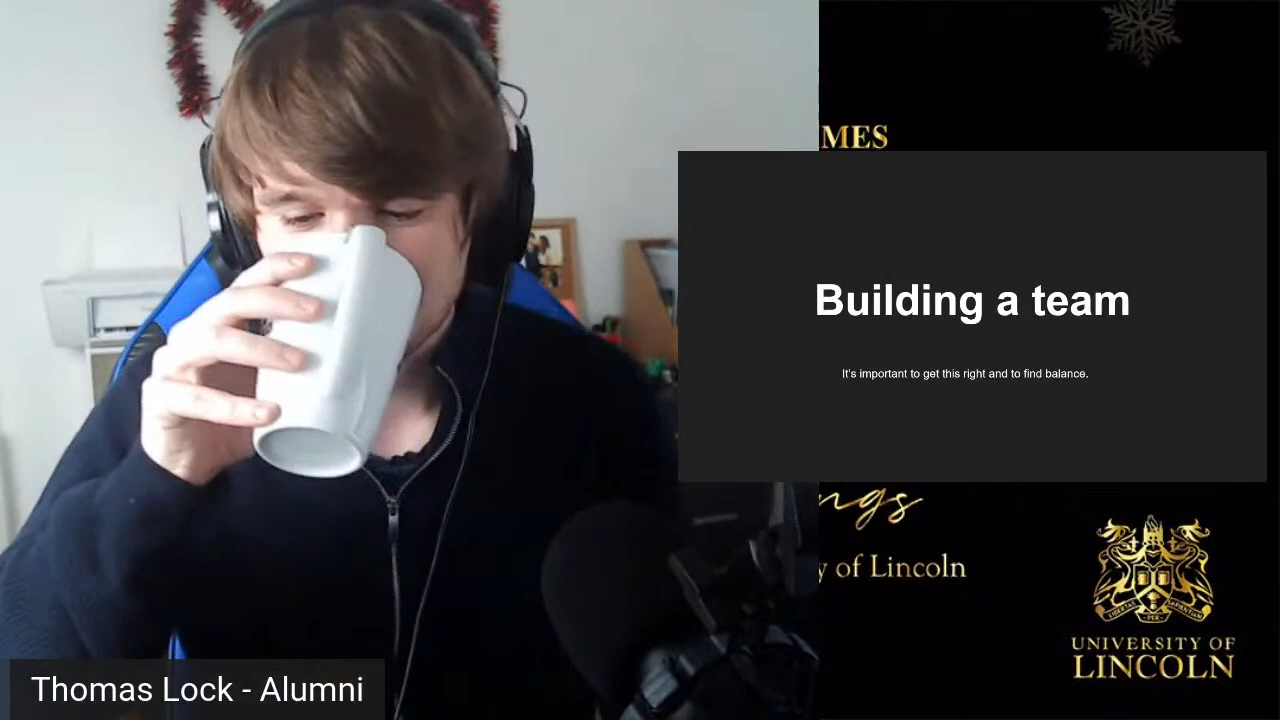 MES
Building a team
It's important to get this right and to find balance.
ngs
y of Lincoln
UNIVERSITY OF
LINCOLN
Thomas Lock - Alumni